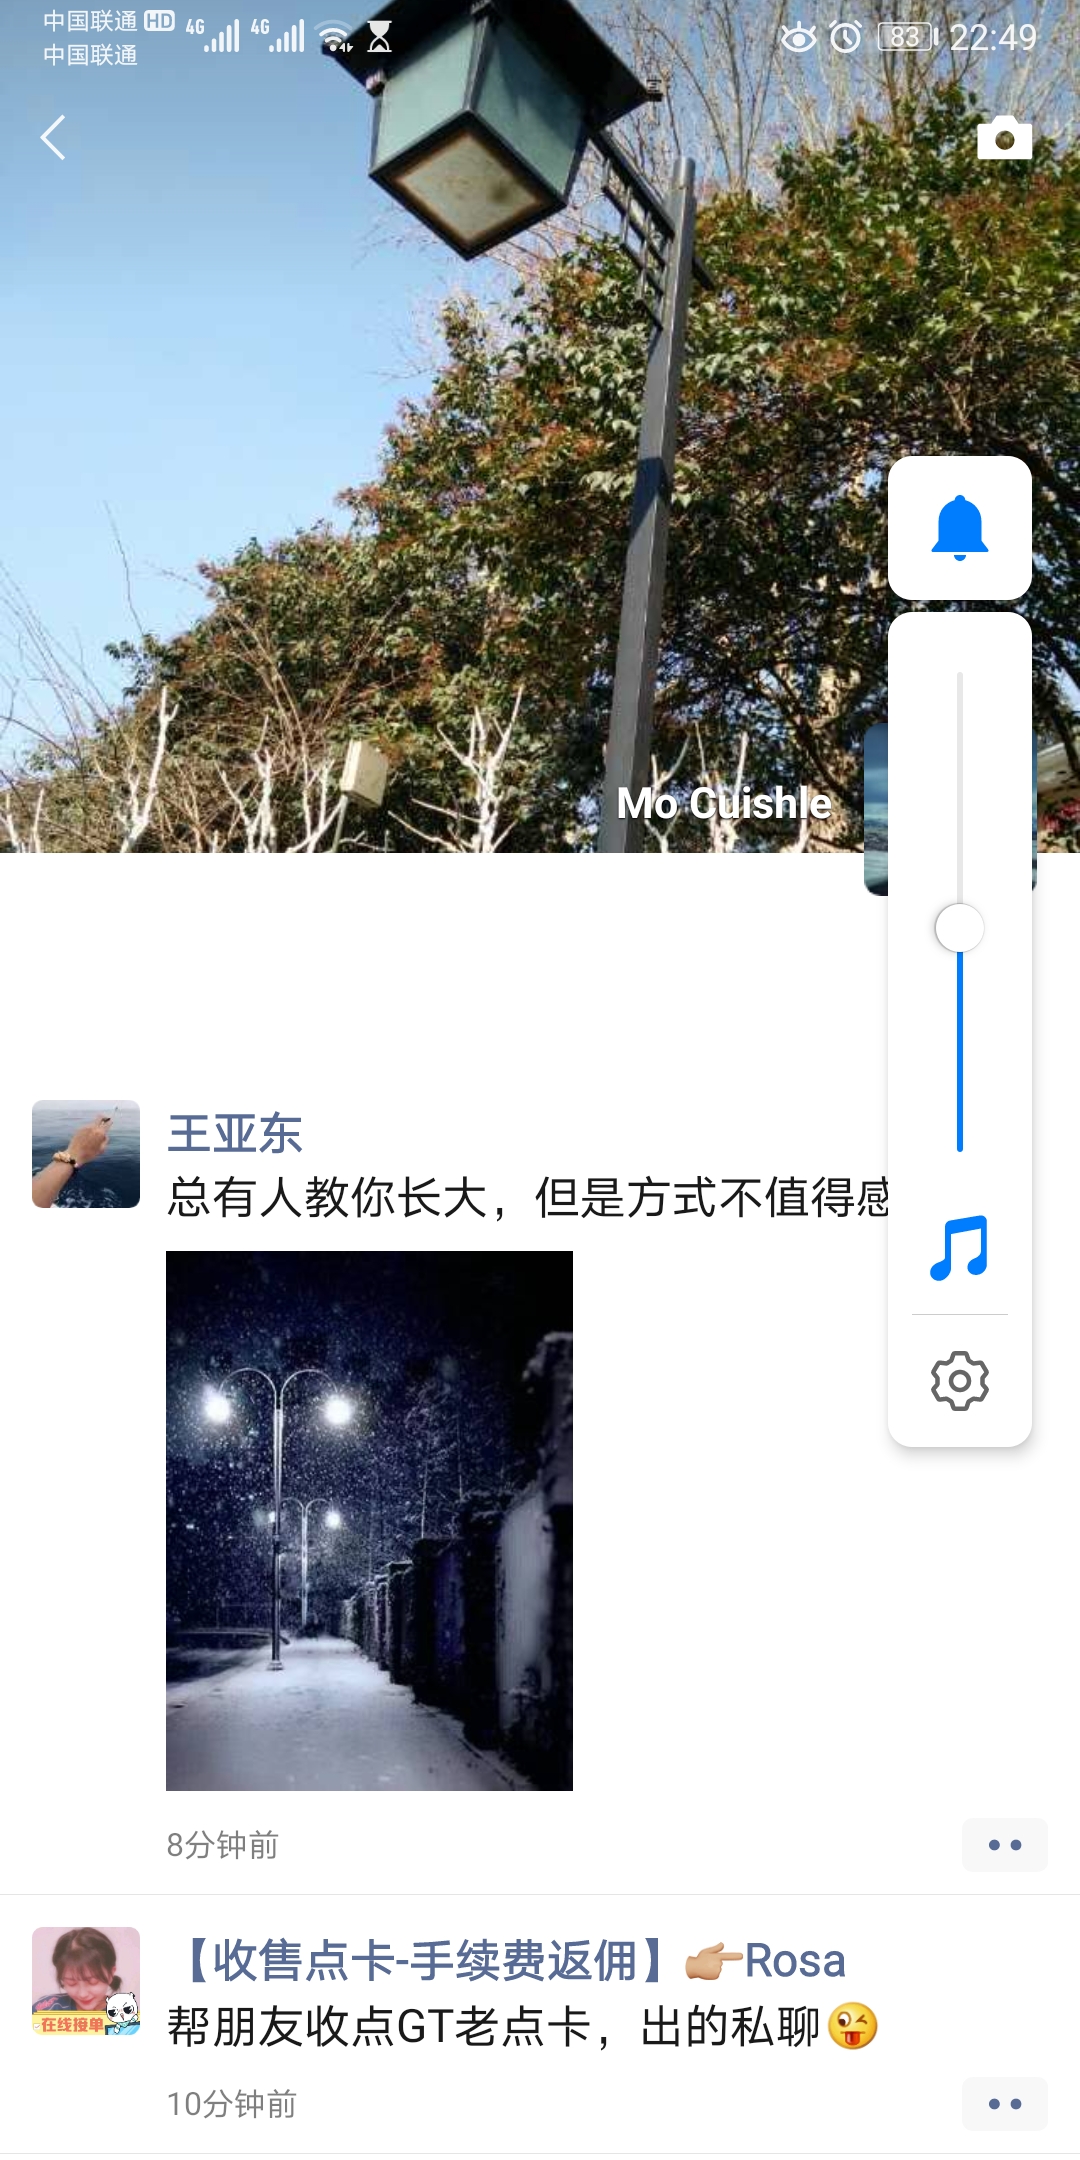 中国联通 HD 4G 4G 83 22:49
中国联通
Mo Cuishle
王亚东
总有人教你长大，但是方式不值得感
8分钟前
【收售点卡-手续费返佣】👉🏼Rosa
在线接单
帮朋友收点GT老点卡，出的私聊😜
10分钟前